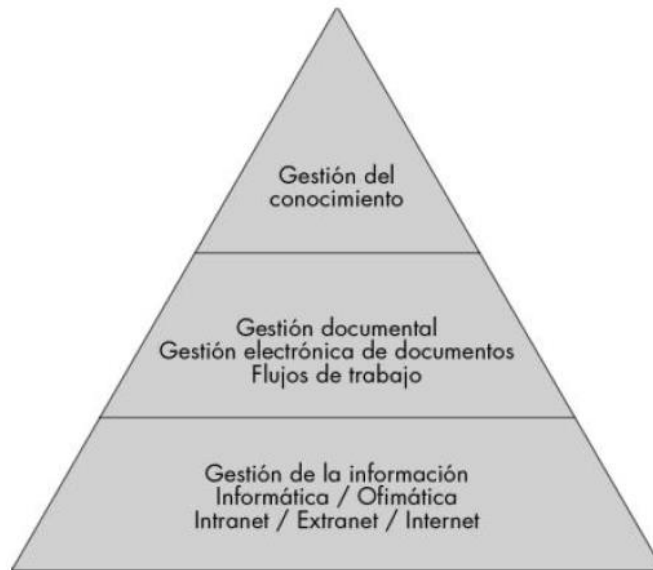 Gestión del
conocimiento
Gestión documental
Gestión electrónica de documentos
Flujos de trabajo
Gestión de la información
Informática / Ofimática
Intranet / Extranet / Internet